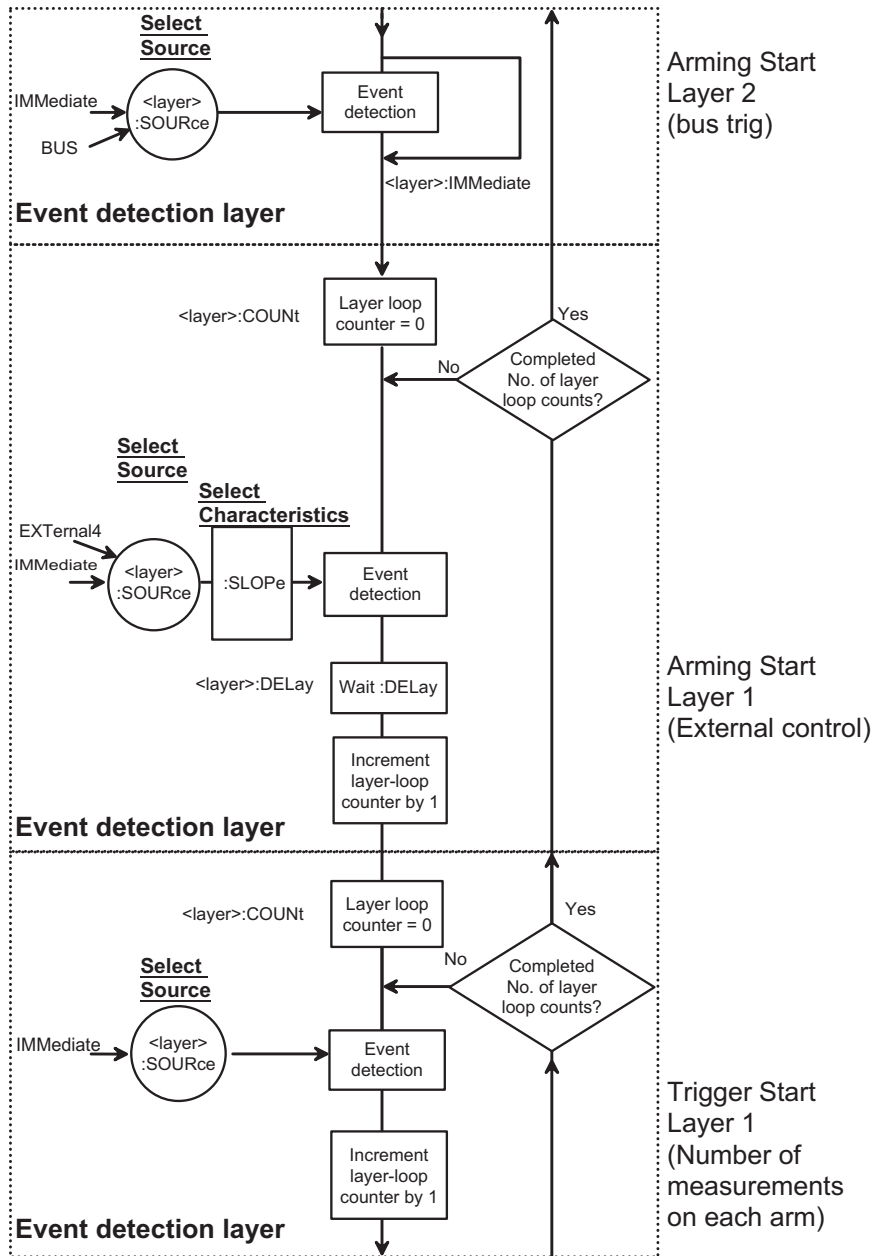 Select
Source
IMMediate
<layer>
:SOURce
BUS
Event
detection
<layer>:IMMediate
Event detection layer
Arming Start
Layer 2
(bus trig)
<layer>:COUNt
Layer loop
counter = 0
Yes
No
Completed
No. of layer
loop counts?
Select
Source
Select
Characteristics
EXTernal4
IMMediate
<layer>
:SOURce
:SLOPe
Event
detection
<layer>:DELay
Wait :DELay
Increment
layer-loop
counter by 1
Event detection layer
Arming Start
Layer 1
(External control)
<layer>:COUNt
Layer loop
counter = 0
Yes
No
Completed
No. of layer
loop counts?
Select
Source
IMMediate
<layer>
:SOURce
Event
detection
Increment
layer-loop
counter by 1
Event detection layer
Trigger Start
Layer 1
(Number of
measurements
on each arm)